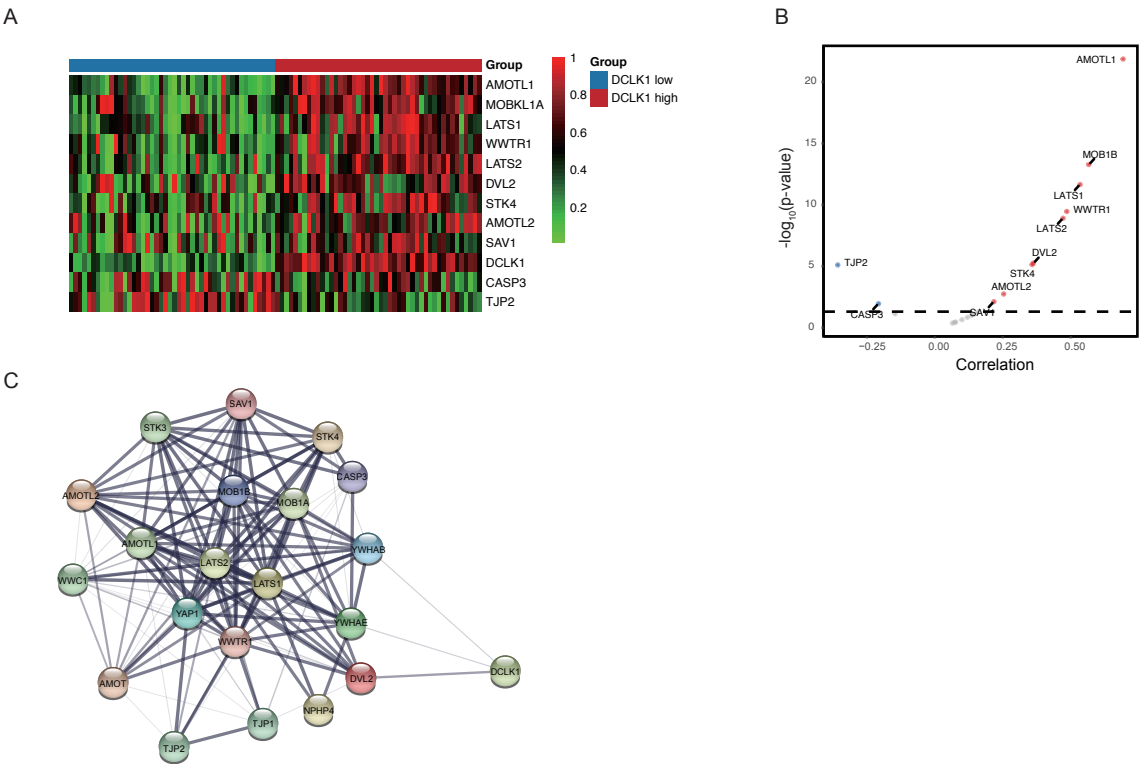 A
Group
AMOTL1
MOBKL1A
LATS1
WWTR1
LATS2
DVL2
STK4
AMOTL2
SAV1
DCLK1
CASP3
TJP2
1
0.8
0.6
0.4
0.2
Group
DCLK1 low
DCLK1 high
B
-log10(p-value)
20
15
10
5
0
AMOTL1
MOB1B
LATS1
WWTR1
LATS2
DVL2
STK4
TJP2
AMOTL2
SAV1
CASP3
−0.25
0.00
0.25
0.50
Correlation
C
SAV1
STK3
STK4
CASP3
AMOTL2
MOB1B
MOB1A
AMOTL1
YWHAB
LATS2
WWC1
LATS1
YAP1
YWHAE
WWTR1
DCLK1
DVL2
AMOT
NPHP4
TJP1
TJP2